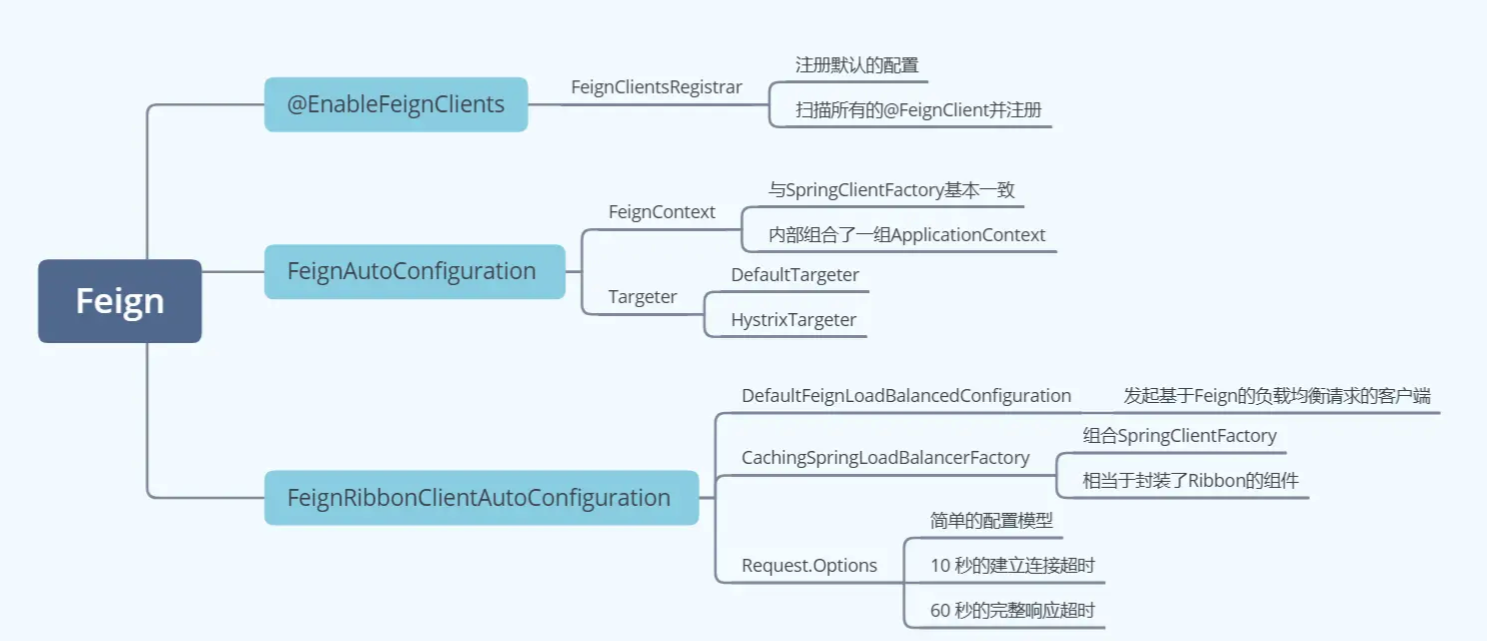 Feign
@EnableFeignClients
FeignClientsRegistrar
注册默认的配置
扫描所有的@FeignClient并注册
FeignAutoConfiguration
FeignContext
与SpringClientFactory基本一致
内部组合了一组ApplicationContext
Targeter
DefaultTargeter
HystrixTargeter
FeignRibbonClientAutoConfiguration
DefaultFeignLoadBalancedConfiguration
发起基于Feign的负载均衡请求的客户端
CachingSpringLoadBalancerFactory
组合SpringClientFactory
相当于封装了Ribbon的组件
Request.Options
简单的配置模型
10 秒的建立连接超时
60 秒的完整响应超时